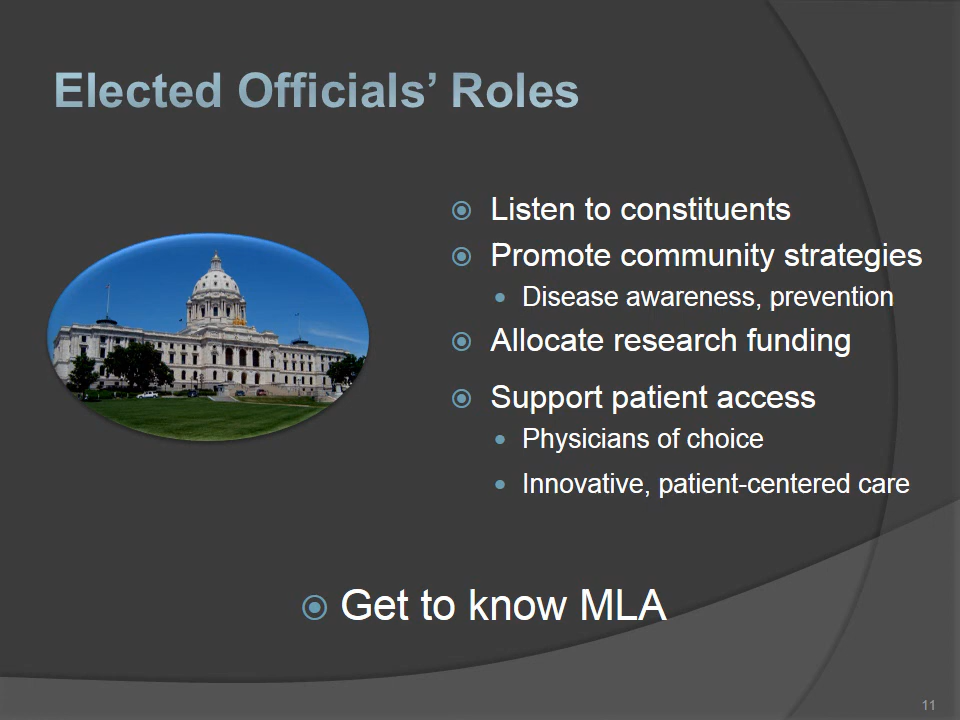 Elected Officials’ Roles
Listen to constituents
Promote community strategies
Disease awareness, prevention
Allocate research funding
Support patient access
Physicians of choice
Innovative, patient-centered care
Get to know MLA
11